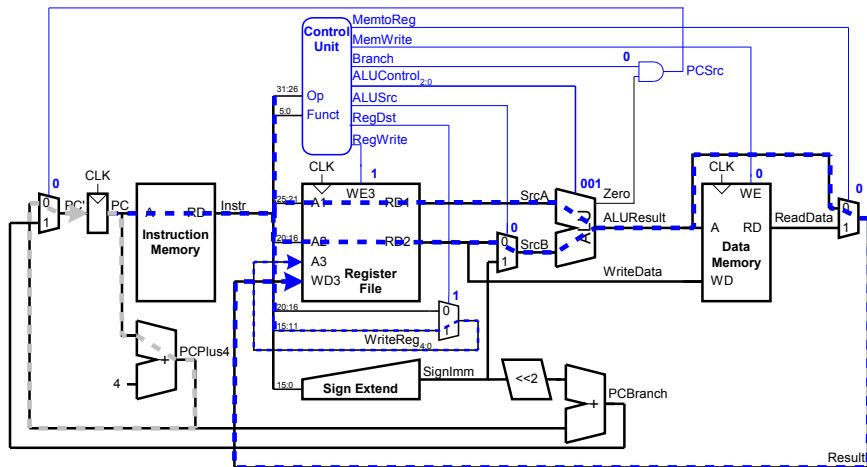 MemtoReg
Control
Unit
MemWrite
Branch
0
PCSrc
ALUControl2:0
31:26
Op
ALUSrc
5:0
Funct
RegDst
RegWrite
CLK
CLK
CLK
1
0
WE3
001
0
0
0
PC'
PC
1
A
RD
Instr
Instruction
Memory
25:21
A1
RD1
SrcA
Zero
ALU
ALUResult
WE
A
RD
ReadData
0
1
Data
Memory
WD
20:16
A2
RD2
0
SrcB
1
A3
WD3
Register
File
WriteData
20:16
0
1
15:11
1
WriteReg4:0
PCPlus4
+
4
15:0
Sign Extend
SignImm
<<2
+
PCBranch
Result